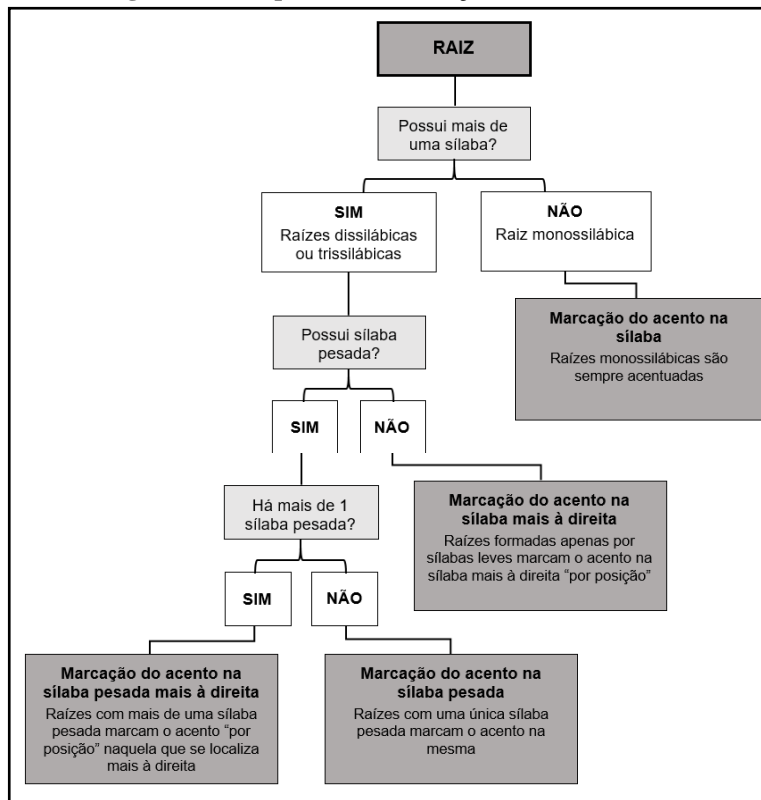 RAIZ
Possui mais de
uma sílaba?
SIM
Raízes dissilábicas
ou trissilábicas
NÃO
Raiz monossilábica
Marcação do acento na
sílaba
Raízes monossilábicas são
sempre acentuadas
Possui sílaba
pesada?
SIM
NÃO
Há mais de 1
sílaba pesada?
Marcação do acento na
sílaba mais à direita
Raízes formadas apenas por
sílabas leves marcam o acento na
sílaba mais à direita “por posição”
SIM
NÃO
Marcação do acento na
sílaba pesada mais à direita
Raízes com mais de uma sílaba
pesada marcam o acento “por
posição” naquela que se localiza
mais à direita
Marcação do acento na
sílaba pesada
Raízes com uma única sílaba
pesada marcam o acento na
mesma